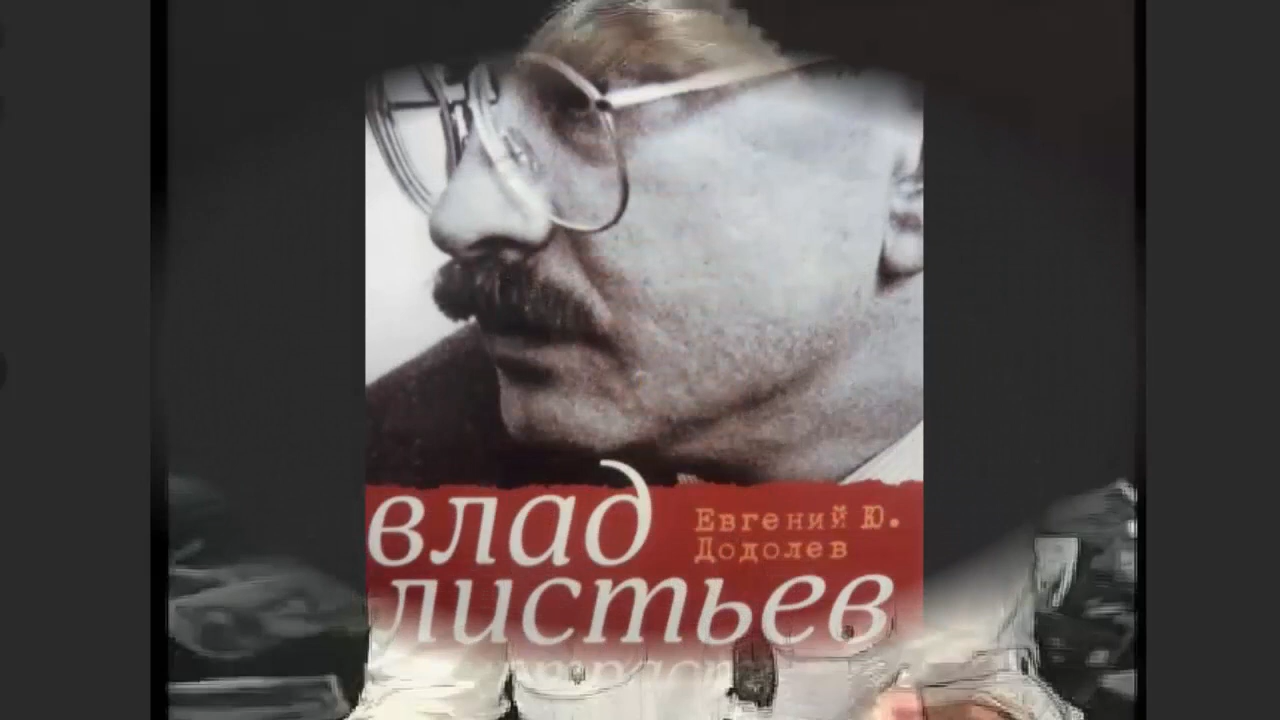 влад
Евгений Ю.
Додолев
листьев